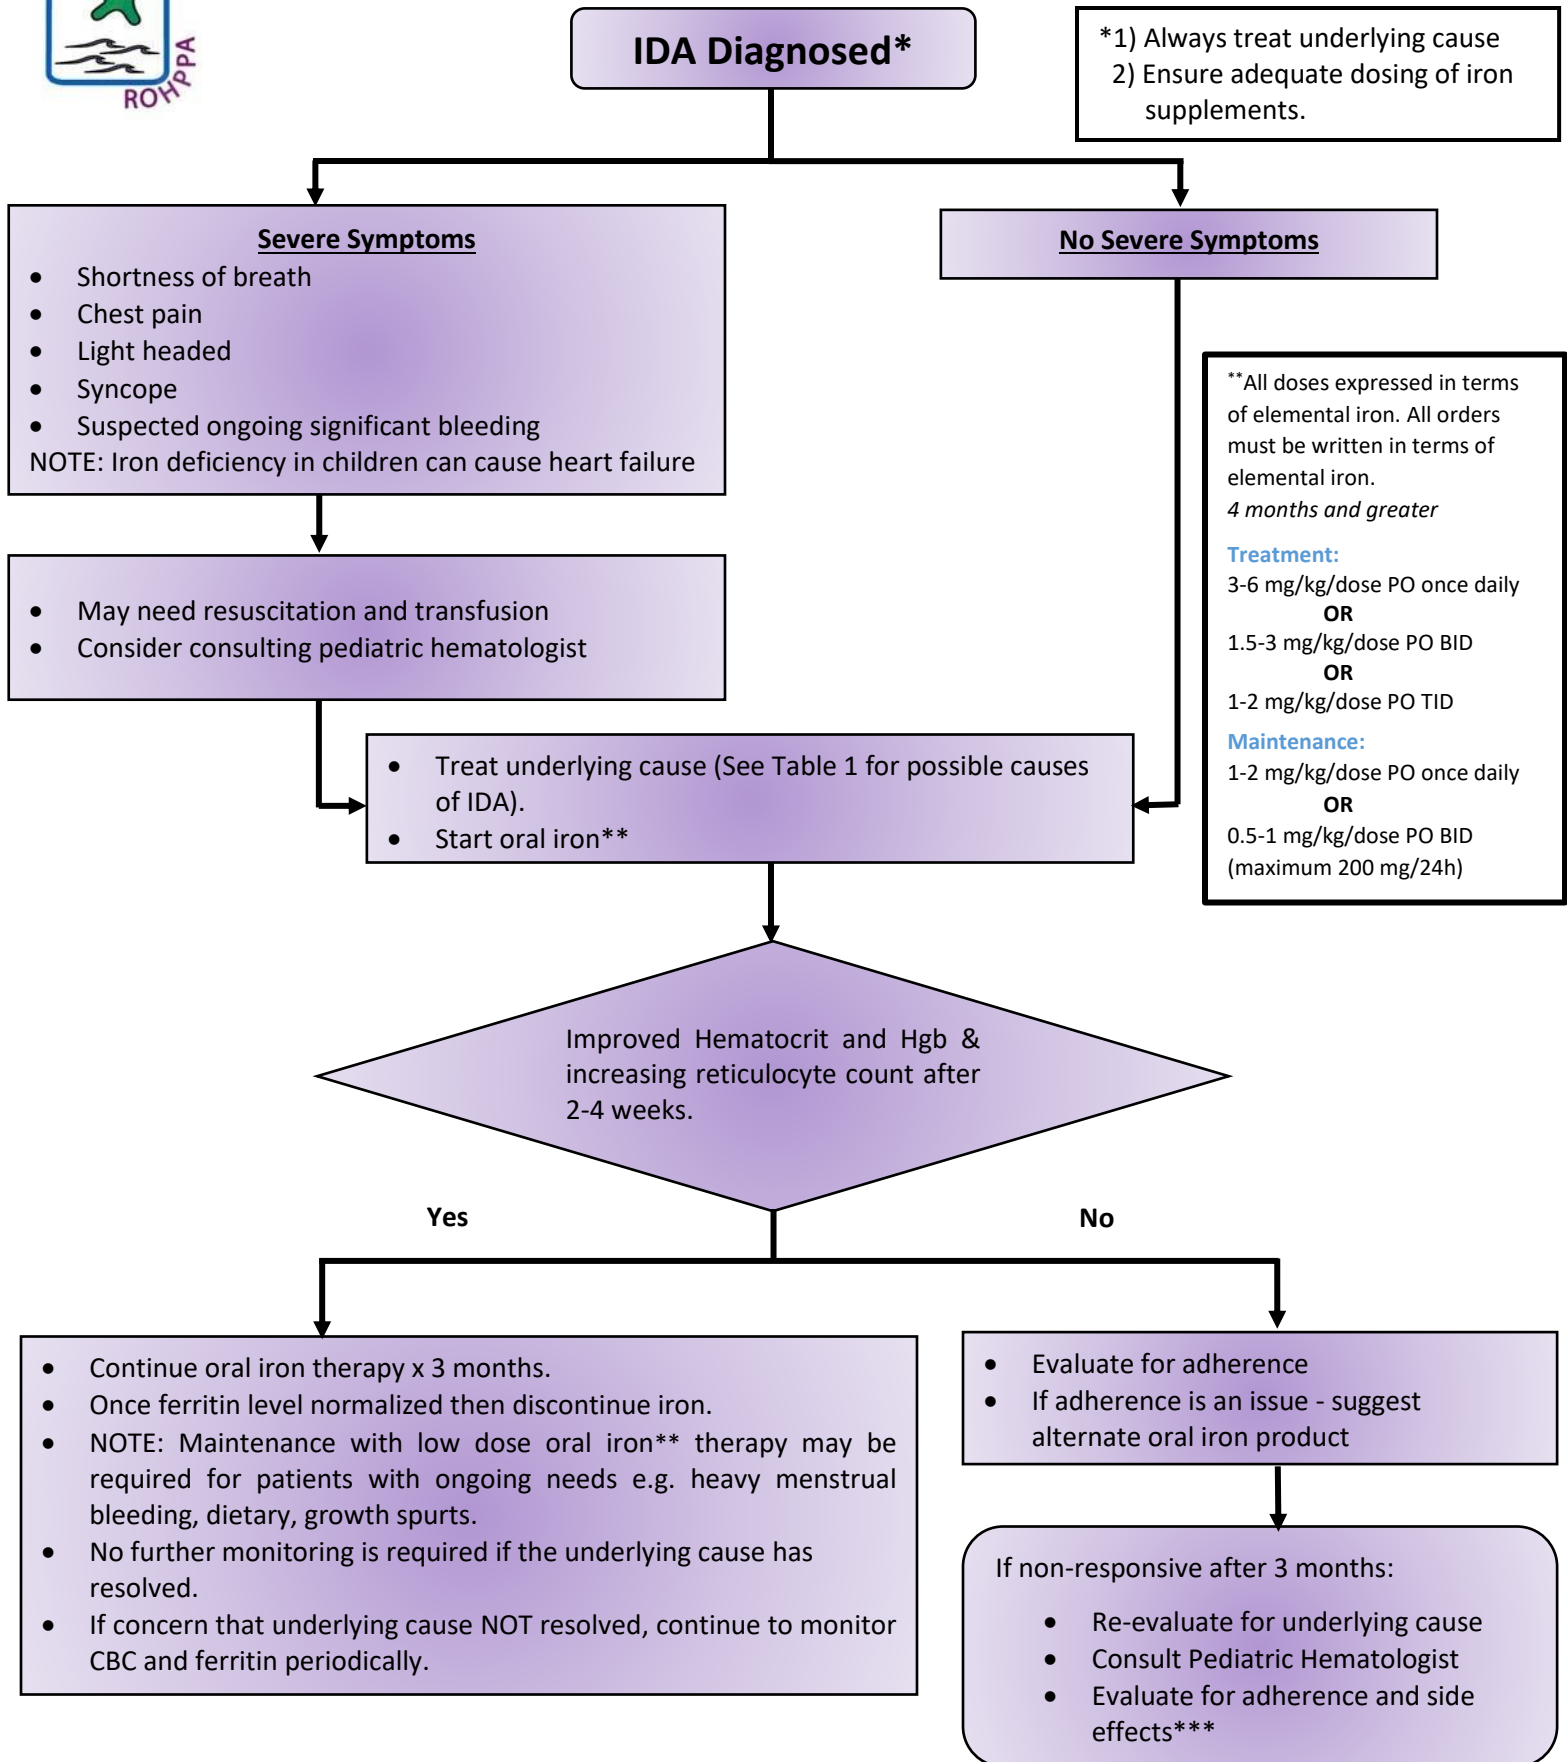 ROHPPA
IDA Diagnosed*
*1) Always treat underlying cause
2) Ensure adequate dosing of iron
supplements.
Severe Symptoms
• Shortness of breath
• Chest pain
• Light headed
• Syncope
• Suspected ongoing significant bleeding
NOTE: Iron deficiency in children can cause heart failure
No Severe Symptoms
**All doses expressed in terms
of elemental iron. All orders
must be written in terms of
elemental iron.
4 months and greater
Treatment:
3-6 mg/kg/dose PO once daily
OR
1.5-3 mg/kg/dose PO BID
OR
1-2 mg/kg/dose PO TID
Maintenance:
1-2 mg/kg/dose PO once daily
OR
0.5-1 mg/kg/dose PO BID
(maximum 200 mg/24h)
• May need resuscitation and transfusion
• Consider consulting pediatric hematologist
• Treat underlying cause (See Table 1 for possible causes
of IDA).
• Start oral iron**
Improved Hematocrit and Hgb &
increasing reticulocyte count after
2-4 weeks.
Yes
No
• Continue oral iron therapy x 3 months.
• Once ferritin level normalized then discontinue iron.
• NOTE: Maintenance with low dose oral iron** therapy may be
required for patients with ongoing needs e.g. heavy menstrual
bleeding, dietary, growth spurts.
• No further monitoring is required if the underlying cause has
resolved.
• If concern that underlying cause NOT resolved, continue to monitor
CBC and ferritin periodically.
• Evaluate for adherence
• If adherence is an issue - suggest
alternate oral iron product
If non-responsive after 3 months:
• Re-evaluate for underlying cause
• Consult Pediatric Hematologist
• Evaluate for adherence and side
effects***